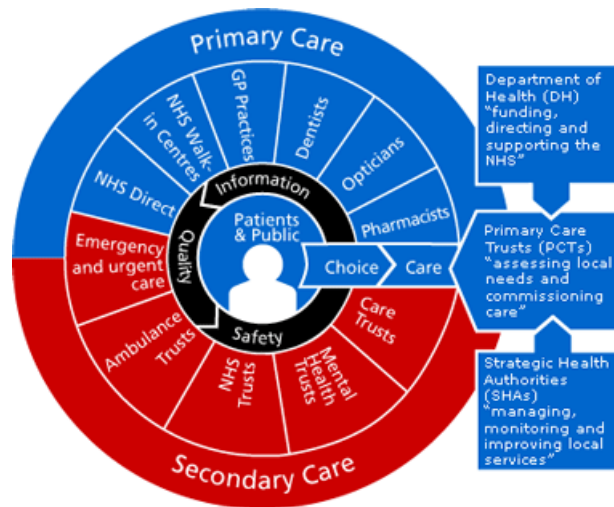 Primary Care
NHS Direct
NHS Walk-
in Centres
GP Practices
Dentists
Opticians
Pharmacists
Information
Quality
Safety
Patients
& Public
Choice
Care
Emergency
and urgent
care
Ambulance
Trusts
NHS
Trusts
Mental
Health
Trusts
Care
Trusts
Secondary Care
Department of
Health (DH)
"funding,
directing and
supporting the
NHS"
Primary Care
Trusts (PCTs)
"assessing local
needs and
commissioning
care"
Strategic Health
Authorities
(SHAs)
"managing,
monitoring and
improving local
services"